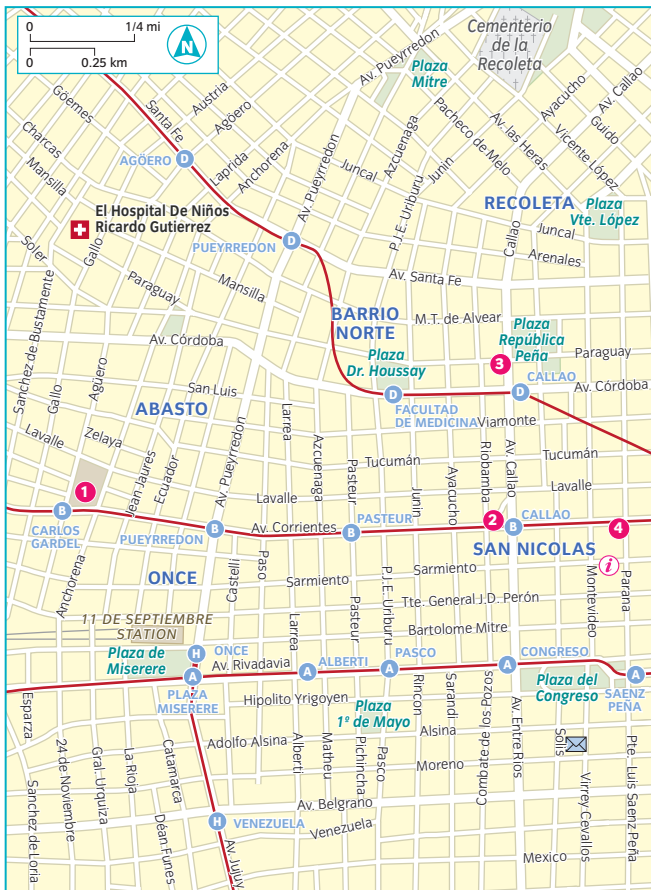 0
1/4 mi
0
0.25 km
N
Cementerio
de la
Recoleta
Av. Pueyrredon
Plaza
Mitre
Ayacucho
Av. Callao
Guido
Vicente López
Av. las Heras
Pacheco de Melo
Göemes
Santa Fe
Austria
Agöero
Charcas
Mansilla
AGÖERO
D
Laprida
Anchorena
Av. Pueyrredon
Juncal
Azcuenaga
Junin
P.J.E. Uriburu
RECOLETA
Plaza
Vte. López
Callao
Juncal
Arenales
El Hospital De Niños
Ricardo Gutierrez
Soler
Gallo
PUEYRREDON
D
Av. Santa Fe
Sanchez de Bustamente
Paraguay
Mansilla
BARRIO
NORTE
M.T. de Alvear
Plaza
República
Peña
Av. Córdoba
Plaza
Dr. Houssay
3
Paraguay
CALLAO
D
Av. Córdoba
Gallo
Agüero
San Luis
ABASTO
D
FACULTAD
DE MEDICINA
Viamonte
Lavalle
Zelaya
Jean Jaures
Ecuador
Av. Pueyrredon
Larrea
Azcuenaga
Pasteur
Tucumán
Junin
Ayacucho
Riobamba
Av. Callao
Tucumán
Lavalle
1
Lavalle
B
CARLOS
GARDEL
PUEYRREDON
B
Av. Corrientes
B
PASTEUR
2
B
CALLAO
4
SAN NICOLAS
i
Anchorena
ONCE
Castelli
Paso
Sarmiento
Sarmiento
Larrea
Pasteur
P.J.E. Uriburu
Tte. General J.D. Perón
Bartolome Mitre
Montevideo
Parana
11 DE SEPTIEMBRE
STATION
Plaza de
Miserere
H
ONCE
Av. Rivadavia
A
PLAZA
MISERERE
A
ALBERTI
A
PASCO
A
CONGRESO
Plaza del
Congreso
A
SAENZ
PEÑA
Hipolito Yrigoyen
Plaza
1º de Mayo
Esparza
24 de Noviembre
Gral. Urquiza
La Rioja
Catamarca
Adolfo Alsina
Alberti
Matheu
Pichincha
Pasco
Rincon
Sarandi
Combate de los Pozos
Av. Entre Rios
Alsina
Moreno
Solis
Virrey Cevallos
Pte. Luis Saenz Peña
Sanchez de Loria
Déan Funes
H
VENEZUELA
Av. Jujuy
Av. Belgrano
Venezuela
Mexico